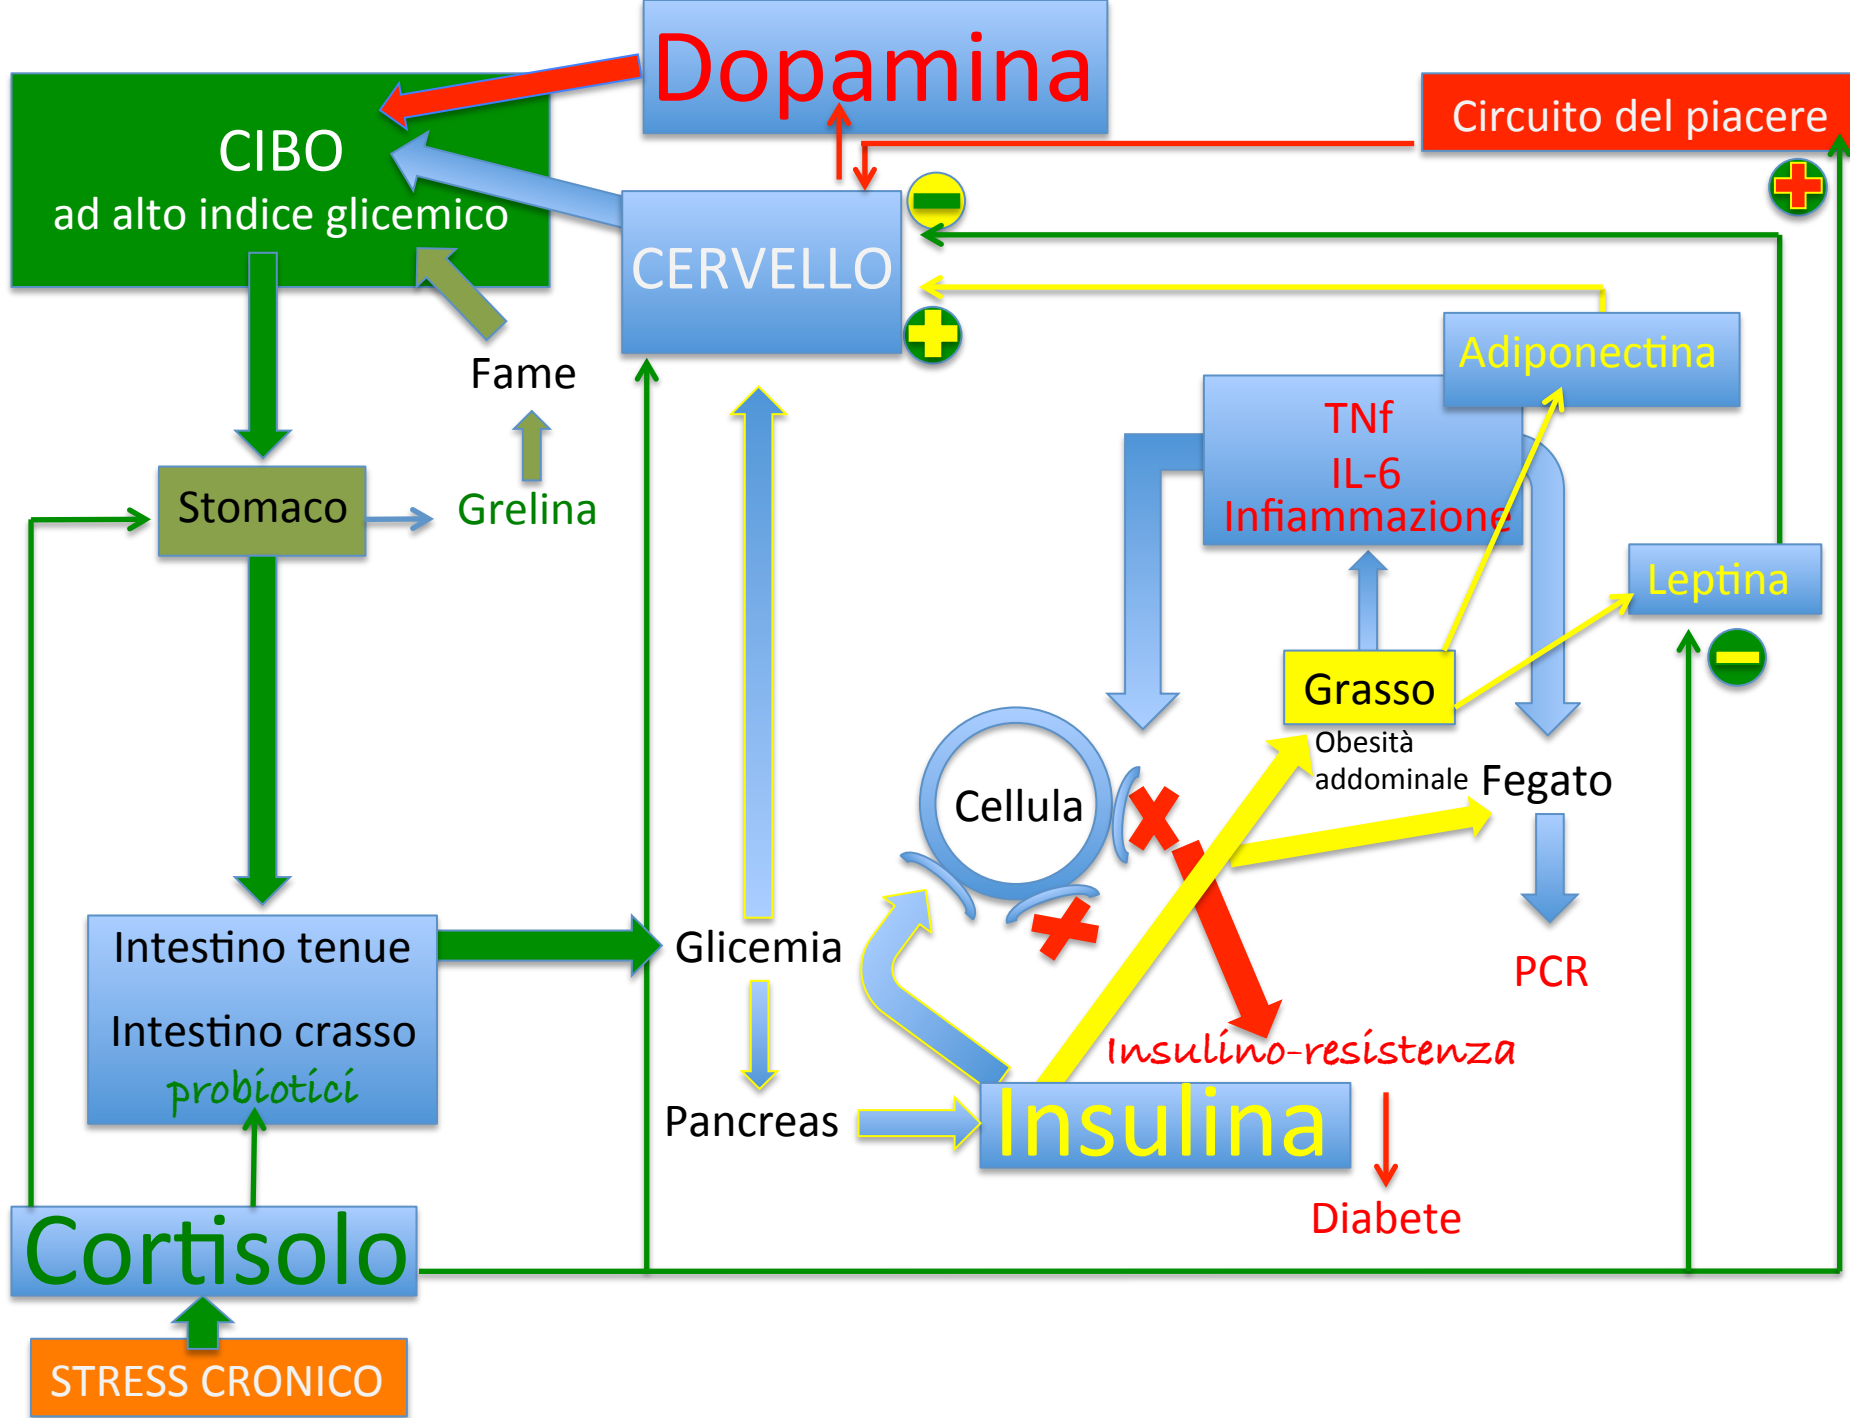 Dopamina
Circuito del piacere
CIBO
ad alto indice glicemico
CERVELLO
Adiponectina
Fame
TNf
IL-6
Infiammazione
Stomaco
Grelina
Leptina
Grasso
Obesità
addominale
Fegato
Cellula
Intestino tenue
Glicemia
PCR
Intestino crasso
probiotici
Insulino-resistenza
Pancreas
Insulina
Diabete
Cortisolo
STRESS CRONICO